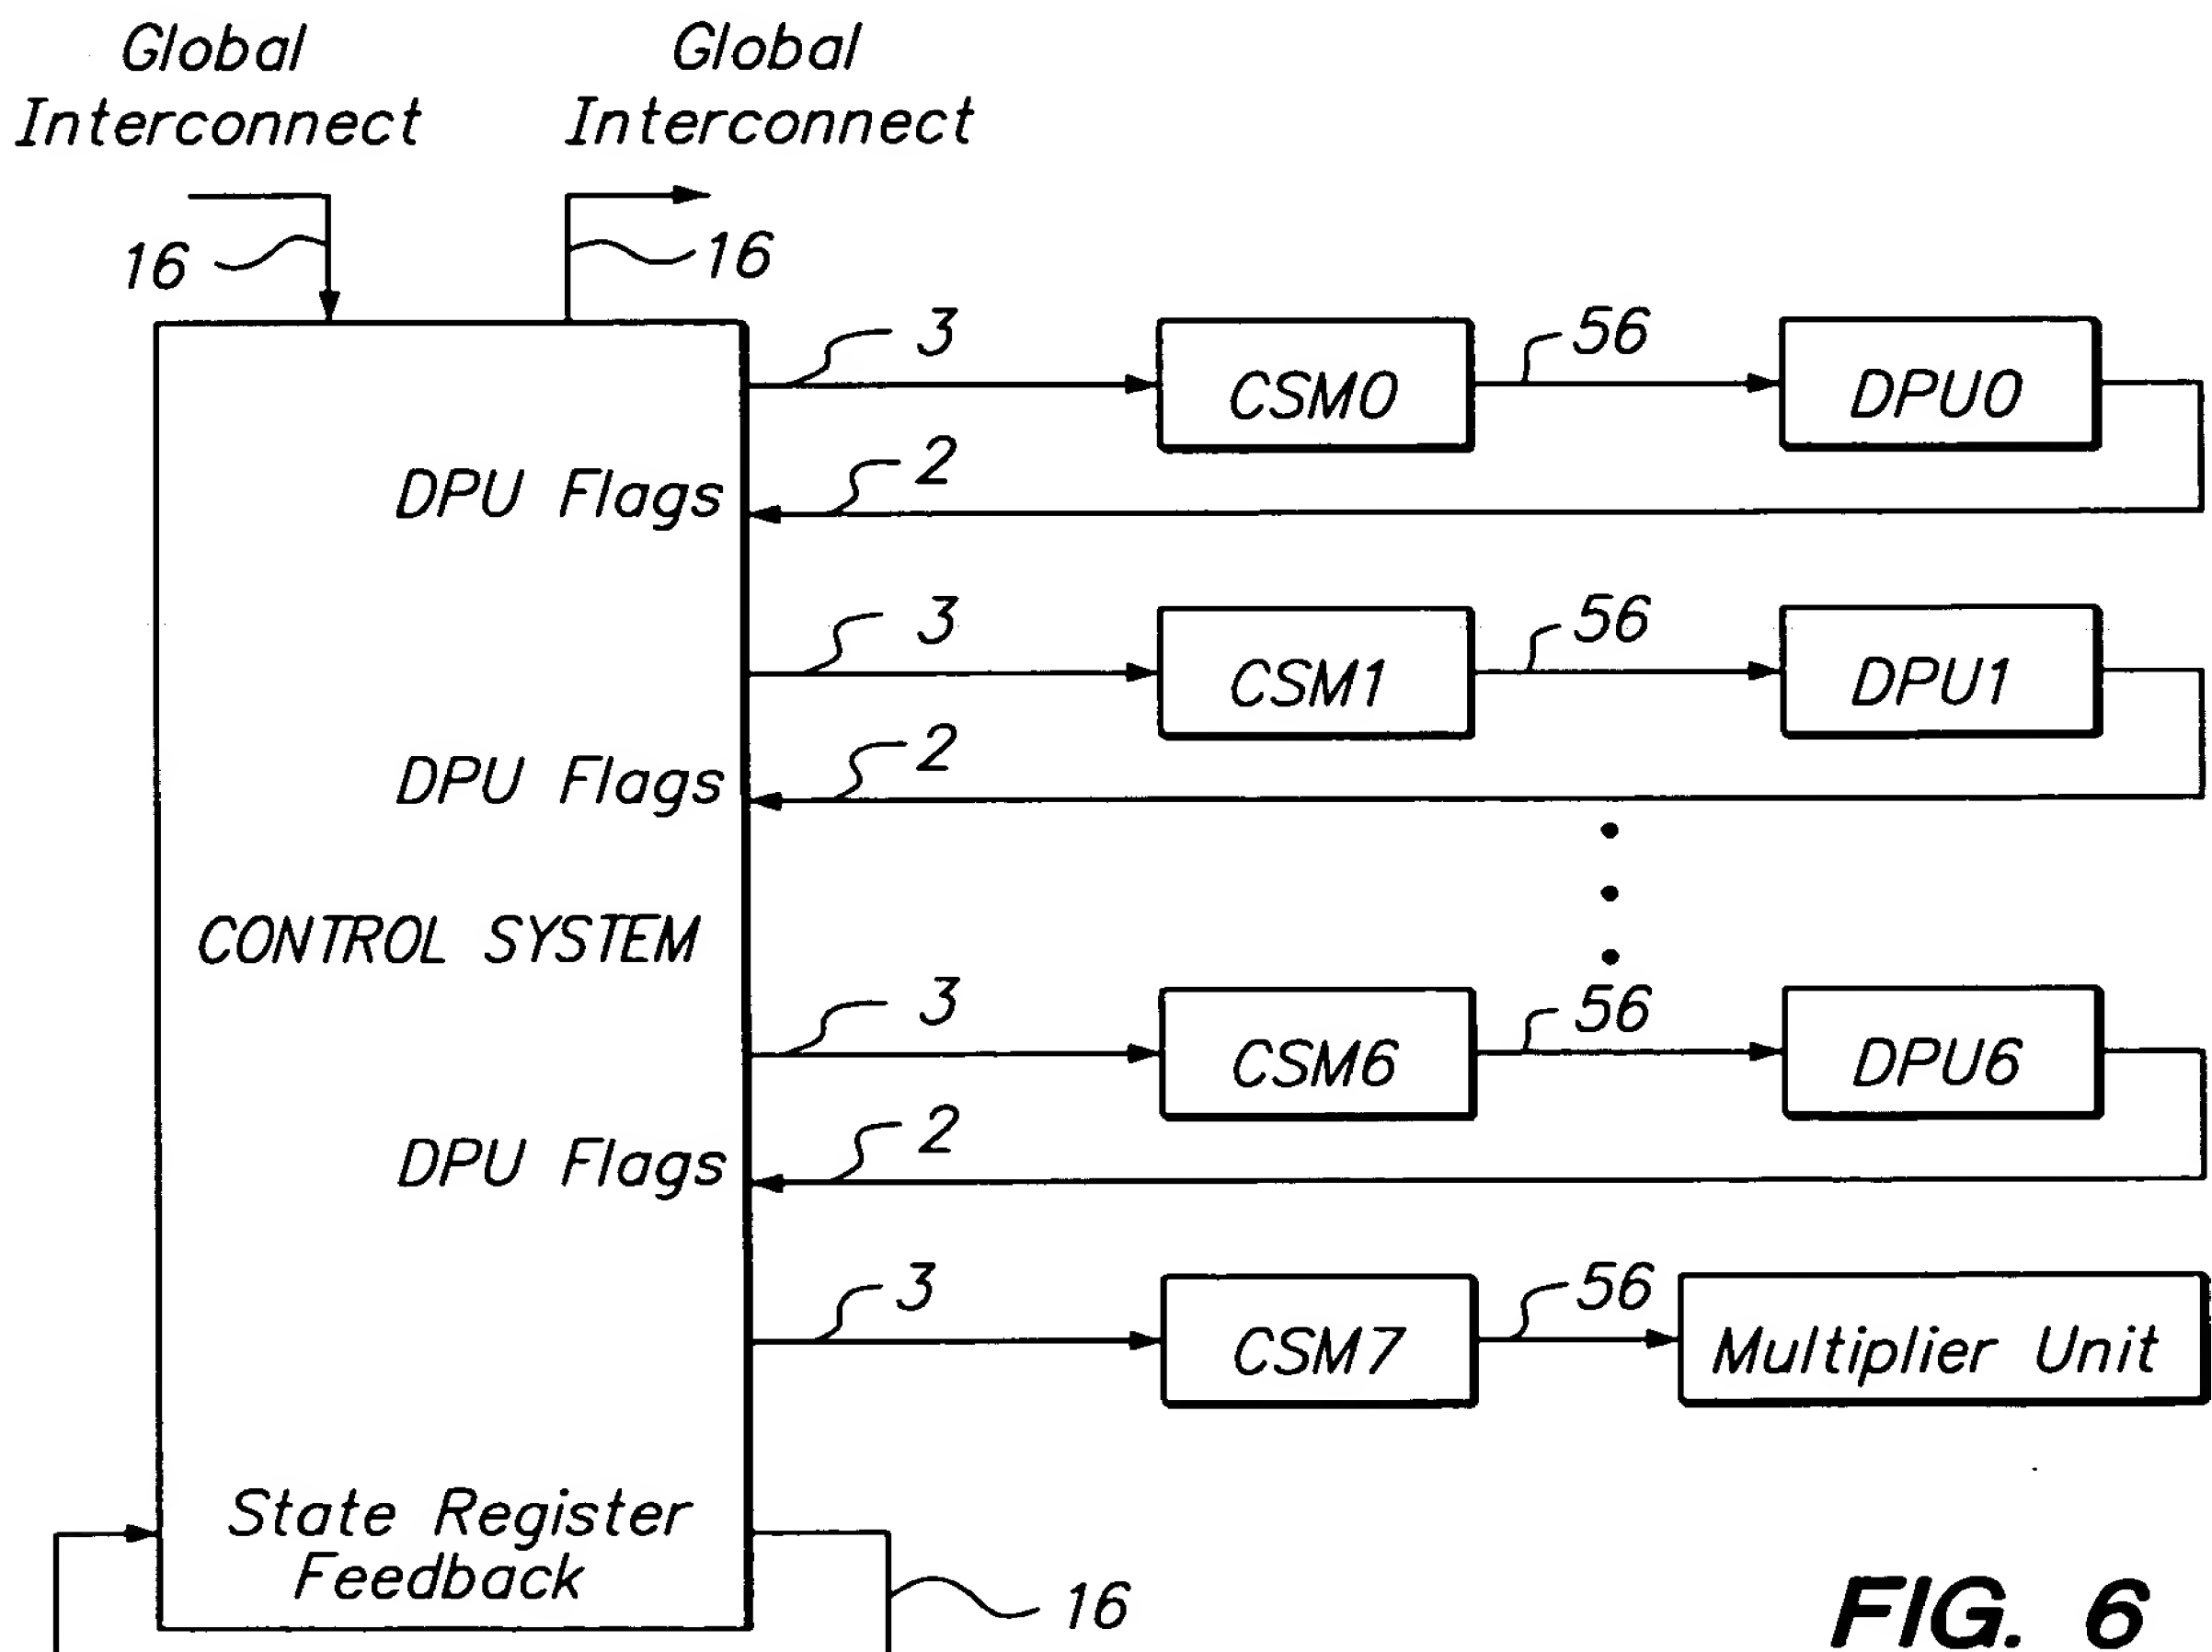 Global
Interconnect
Global
Interconnect
16
16
3
CSM0
56
DPU0
DPU Flags
2
3
CSM1
56
DPU1
DPU Flags
2
CONTROL SYSTEM
3
CSM6
56
DPU6
DPU Flags
2
3
CSM7
56
Multiplier Unit
State Register
Feedback
16
FIG. 6